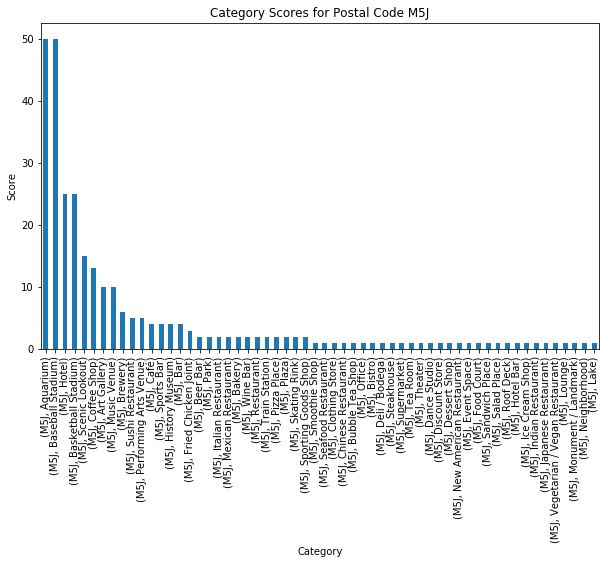 Category Scores for Postal Code M5J
50
40
30
20
10
0
Score
(M5J, Aquarium)
(M5J, Baseball Stadium)
(M5J, Hotel)
(M5J, Basketball Stadium)
(M5J, Scenic Lookout)
(M5J, Coffee Shop)
(M5J, Art Gallery)
(M5J, Music Venue)
(M5J, Brewery)
(M5J, Sushi Restaurant)
(M5J, Performing Arts Venue)
(M5J, Café)
(M5J, Sports Bar)
(M5J, History Museum)
(M5J, Bar)
(M5J, Fried Chicken Joint)
(M5J, Beer Bar)
(M5J, Park)
(M5J, Italian Restaurant)
(M5J, Mexican Restaurant)
(M5J, Bakery)
(M5J, Wine Bar)
(M5J, Restaurant)
(M5J, Train Station)
(M5J, Pizza Place)
(M5J, Plaza)
(M5J, Skating Rink)
(M5J, Sporting Goods Shop)
(M5J, Smoothie Shop)
(M5J, Seafood Restaurant)
(M5J, Clothing Store)
(M5J, Chinese Restaurant)
(M5J, Bubble Tea Shop)
(M5J, Office)
(M5J, Bistro)
(M5J, Deli / Bodega)
(M5J, Steakhouse)
(M5J, Supermarket)
(M5J, Tea Room)
(M5J, Theater)
(M5J, Dance Studio)
(M5J, Discount Store)
(M5J, Dessert Shop)
(M5J, New American Restaurant)
(M5J, Event Space)
(M5J, Food Court)
(M5J, Sandwich Place)
(M5J, Salad Place)
(M5J, Roof Deck)
(M5J, Hotel Bar)
(M5J, Ice Cream Shop)
(M5J, Indian Restaurant)
(M5J, Japanese Restaurant)
(M5J, Vegetarian / Vegan Restaurant)
(M5J, Lounge)
(M5J, Monument / Landmark)
(M5J, Neighborhood)
(M5J, Lake)
Category